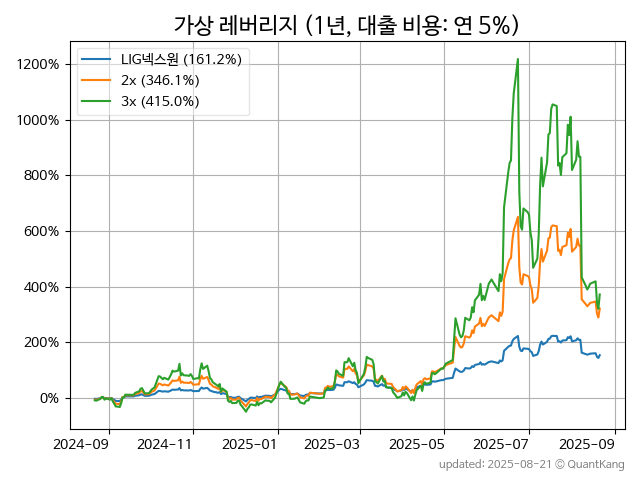 가상 레버리지 (1년, 대출 비용: 연 5%)
LIG넥스원 (161.2%)
2x (346.1%)
3x (415.0%)
1200%
1000%
800%
600%
400%
200%
0%
2024-09 2024-11 2025-01 2025-03 2025-05 2025-07 2025-09
updated: 2025-08-21 @ QuantKang